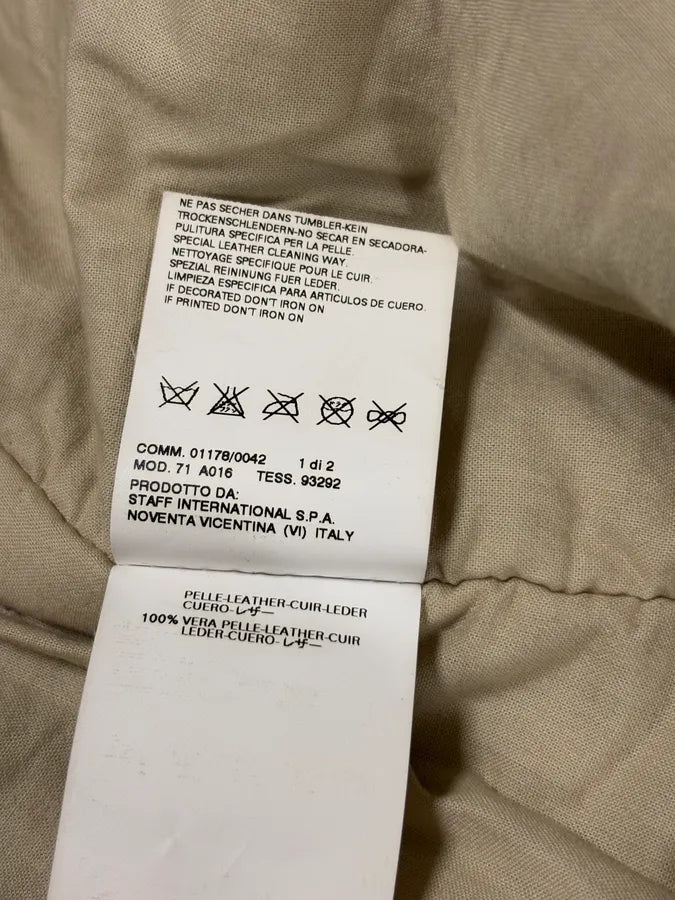 NE PAS SECHER DANS TUMBLER-KEIN
TROCKENSCHLENDERN-NO SECAR EN SECADORA-
PULITURA SPECIFICA PER LA PELLE.
SPECIAL LEATHER CLEANING WAY.
NETTOYAGE SPECIFIQUE POUR LE CUIR.
SPEZIAL REININUNG FUER LEDER.
LIMPIEZA ESPECIFICA PARA ARTICULOS DE CUERO.
IF DECORATED DON'T IRON ON
IF PRINTED DON'T IRON ON
COMM. 01178/0042 1 di 2
MOD. 71 A016 TESS. 93292
PRODOTTO DA:
STAFF INTERNATIONAL S.P.A.
NOVENTA VICENTINA (VI) ITALY
PELLE-LEATHER-CUIR-LEDER
CUERO-レザー
100% VERA PELLE-LEATHER-CUIR
LEDER-CUERO-レザー